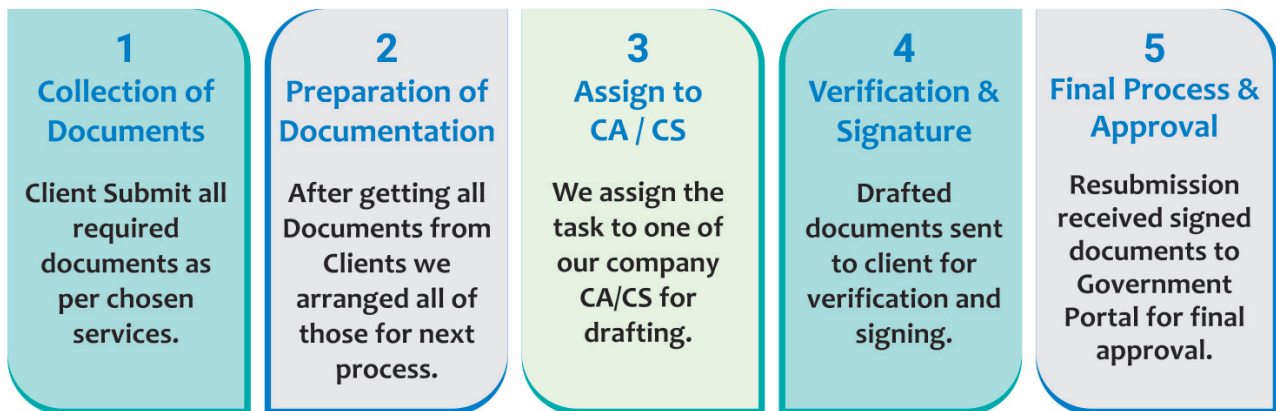 1
Collection of
Documents
Client Submit all
required
documents as
per chosen
services.
2
Preparation of
Documentation
After getting all
Documents from
Clients we
arranged all of
those for next
process.
3
Assign to
CA / CS
We assign the
task to one of
our company
CA/CS for
drafting.
4
Verification &
Signature
Drafted
documents sent
to client for
verification and
signing.
5
Final Process &
Approval
Resubmission
received signed
documents to
Government
Portal for final
approval.